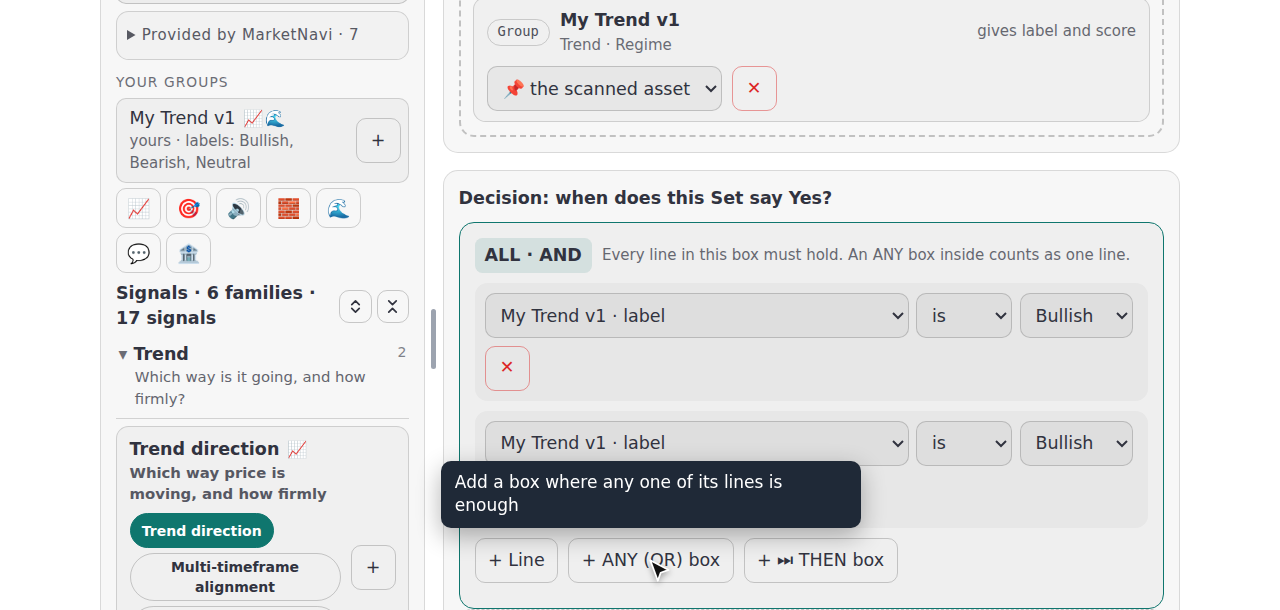 ▶ Provided by MarketNavi · 7
YOUR GROUPS
My Trend v1 📈🌊
yours · labels: Bullish,
Bearish, Neutral
+
📈 🎯 🔊 🧱 🌊
💬 🏦
Signals · 6 families ·
17 signals
▼ Trend 2
Which way is it going, and how
firmly?
Trend direction 📈
Which way price is
moving, and how firmly
Trend direction
Multi-timeframe
alignment
+
Group
My Trend v1
Trend · Regime
gives label and score
📌 the scanned asset
✕
Decision: when does this Set say Yes?
ALL · AND Every line in this box must hold. An ANY box inside counts as one line.
My Trend v1 · label is Bullish
✕
My Trend v1 · label is Bullish
Add a box where any one of its lines is
enough
+ Line + ANY (OR) box + ⏭ THEN box